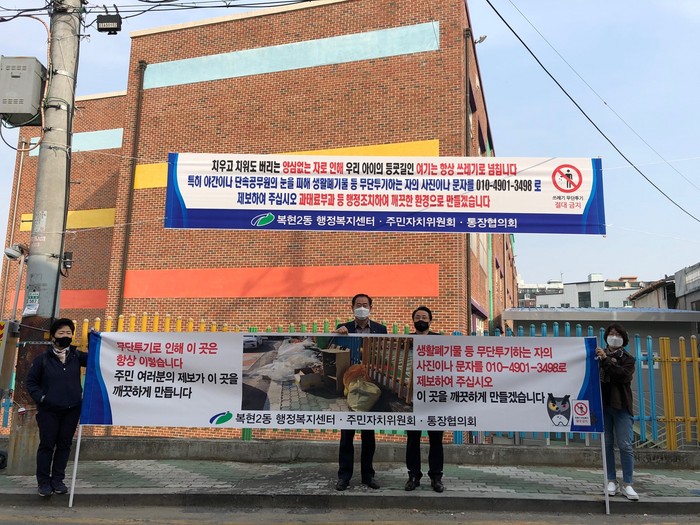 치우고 치워도 버리는 양심없는 자로 인해 우리 아이의 등굣길인 여기는 항상 쓰레기로 넘칩니다
특히 야간이나 단속공무원의 눈을 피해 생활폐기물 등 무단투기하는 자의 사진이나 문자를 010-4901-3498 로
제보하여 주십시오 과태료부과 등 행정조치하여 깨끗한 환경으로 만들겠습니다
쓰레기 무단투기
절대 금지
복현2동 행정복지센터 · 주민자치위원회 · 통장협의회
무단투기로 인해 이 곳은
항상 이렇습니다
주민 여러분의 제보가 이 곳을
깨끗하게 만듭니다
생활폐기물 등 무단투기하는 자의
사진이나 문자를 010-4901-3498로
제보하여 주십시오
이 곳을 깨끗하게 만들겠습니다
복현2동 행정복지센터 · 주민자치위원회 · 통장협의회